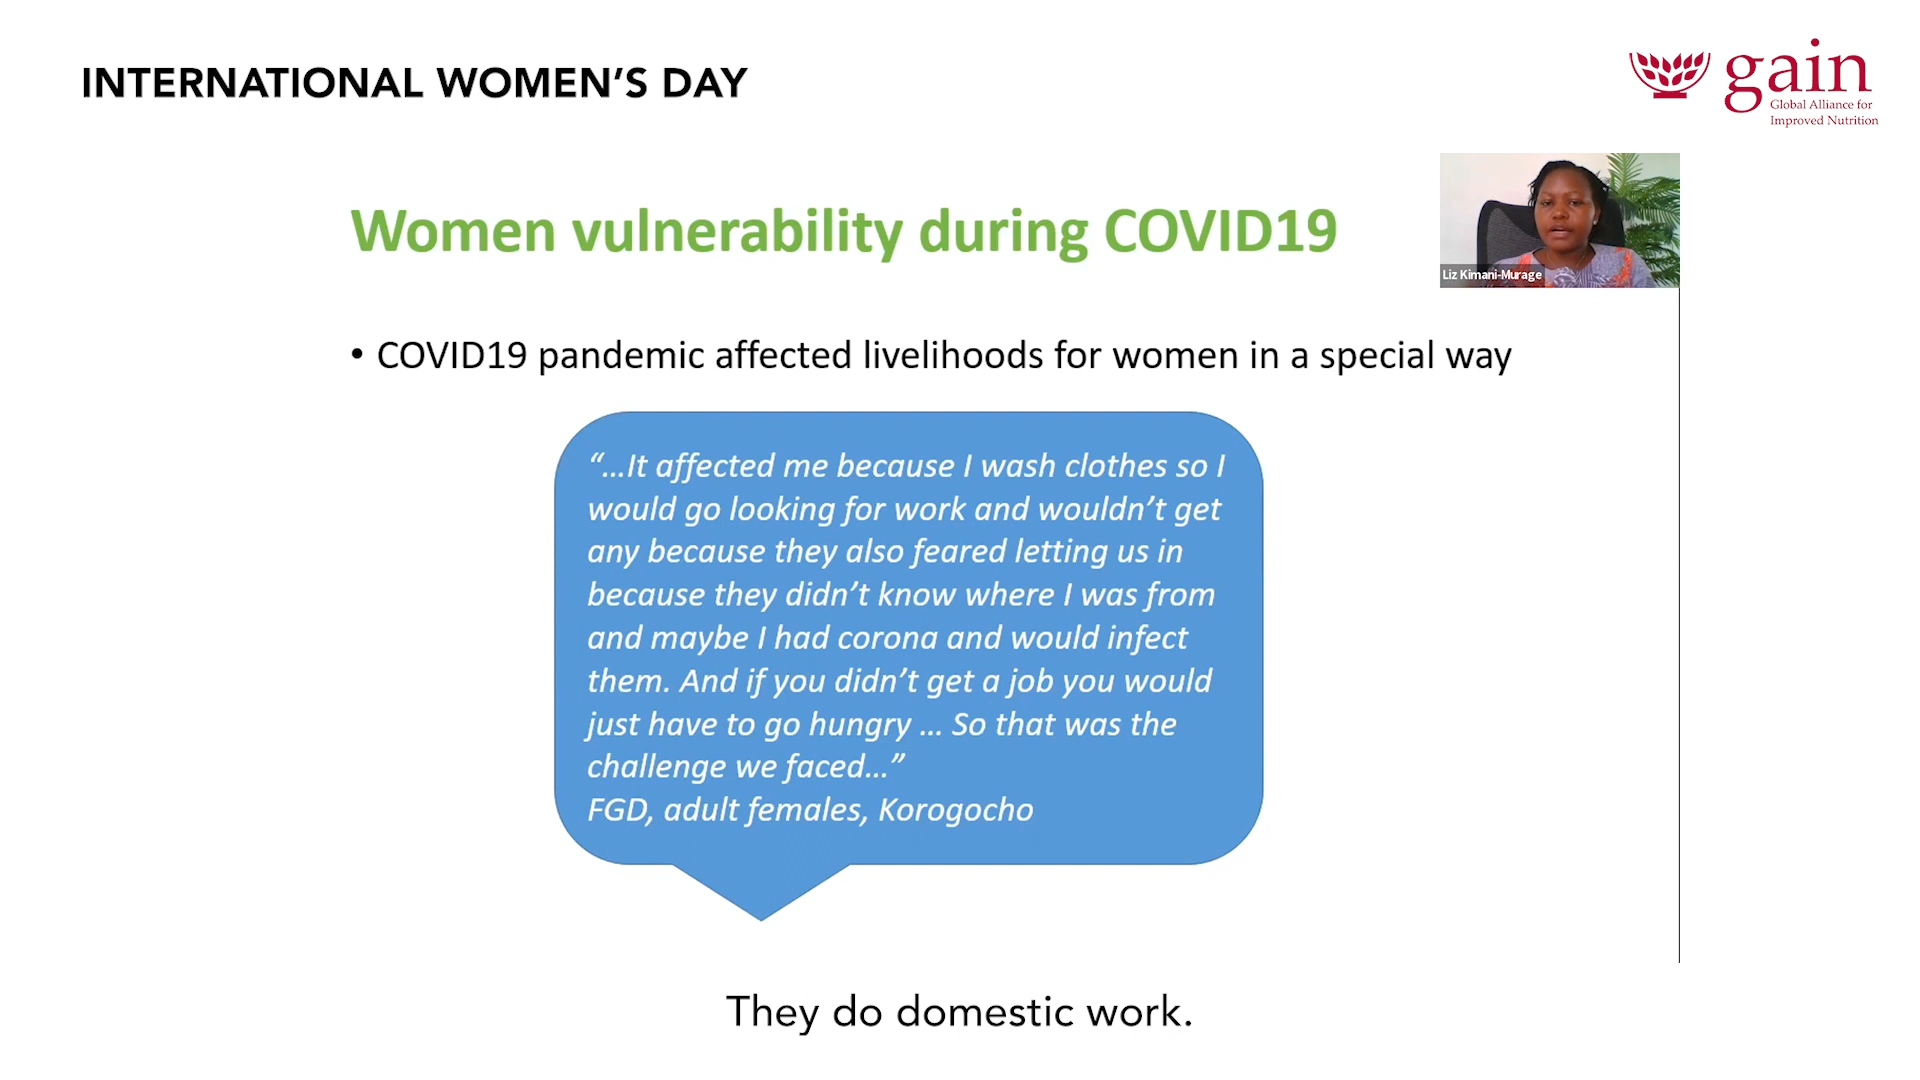 INTERNATIONAL WOMEN’S DAY
gain
Global Alliance for
Improved Nutrition
Women vulnerability during COVID19
Liz Kimani-Murage
• COVID19 pandemic affected livelihoods for women in a special way
“…It affected me because I wash clothes so I
would go looking for work and wouldn’t get
any because they also feared letting us in
because they didn’t know where I was from
and maybe I had corona and would infect
them. And if you didn’t get a job you would
just have to go hungry … So that was the
challenge we faced…”
FGD, adult females, Korogocho
They do domestic work.